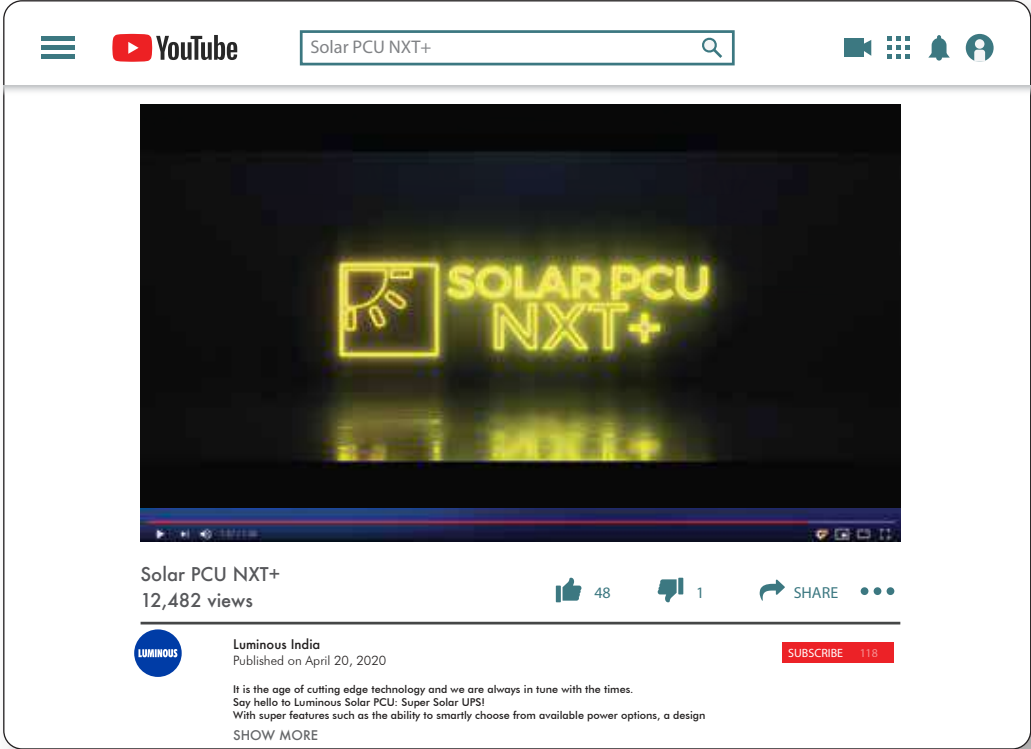 YouTube
Solar PCU NXT+
SOLAR PCU
NXT+
Solar PCU NXT+
12,482 views
48
1
SHARE
LUMINOUS
Luminous India
Published on April 20, 2020
SUBSCRIBE 118
It is the age of cutting edge technology and we are always in tune with the times.
Say hello to Luminous Solar PCU: Super Solar UPS!
With super features such as the ability to smartly choose from available power options, a design
SHOW MORE